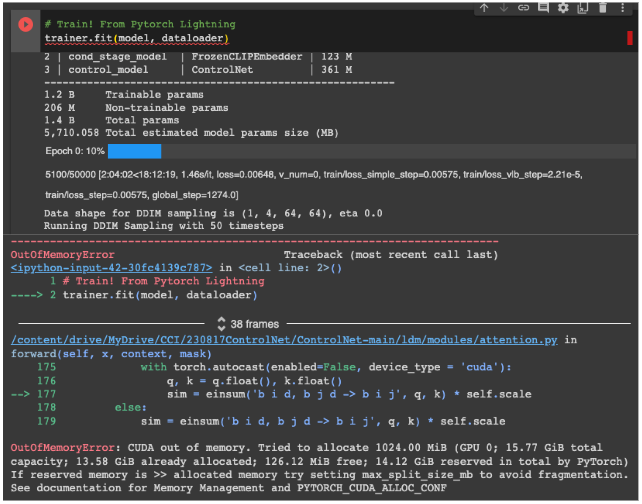 # Train! From Pytorch Lightning
trainer.fit(model, dataloader)
2 | cond_stage_model | FrozenCLIPEmbedder | 123 M
3 | control_model | ControlNet | 361 M
------------------------------------------------------
1.2 B Trainable params
206 M Non-trainable params
1.4 B Total params
5,710.058 Total estimated model params size (MB)
Epoch 0: 10%
5100/50000 [2:04:02<18:12:19, 1.46s/it, loss=0.00648, v_num=0, train/loss_simple_step=0.00575, train/loss_vlb_step=2.21e-5,
train/loss_step=0.00575, global_step=1274.0]
Data shape for DDIM sampling is (1, 4, 64, 64), eta 0.0
Running DDIM Sampling with 50 timesteps
---------------------------------------------------------------------------
OutOfMemoryError Traceback (most recent call last)
<ipython-input-42-30fc4139c787> in <cell line: 2>()
1 # Train! From Pytorch Lightning
----> 2 trainer.fit(model, dataloader)
38 frames
/content/drive/MyDrive/CCI/230817ControlNet/ControlNet-main/ldm/modules/attention.py in
forward(self, x, context, mask)
175 with torch.autocast(enabled=False, device_type = 'cuda'):
176 q, k = q.float(), k.float()
--> 177 sim = einsum('b i d, b j d -> b i j', q, k) * self.scale
178 else:
179 sim = einsum('b i d, b j d -> b i j', q, k) * self.scale
OutOfMemoryError: CUDA out of memory. Tried to allocate 1024.00 MiB (GPU 0; 15.77 GiB total
capacity; 13.58 GiB already allocated; 126.12 MiB free; 14.12 GiB reserved in total by PyTorch)
If reserved memory is >> allocated memory try setting max_split_size_mb to avoid fragmentation.
See documentation for Memory Management and PYTORCH_CUDA_ALLOC_CONF